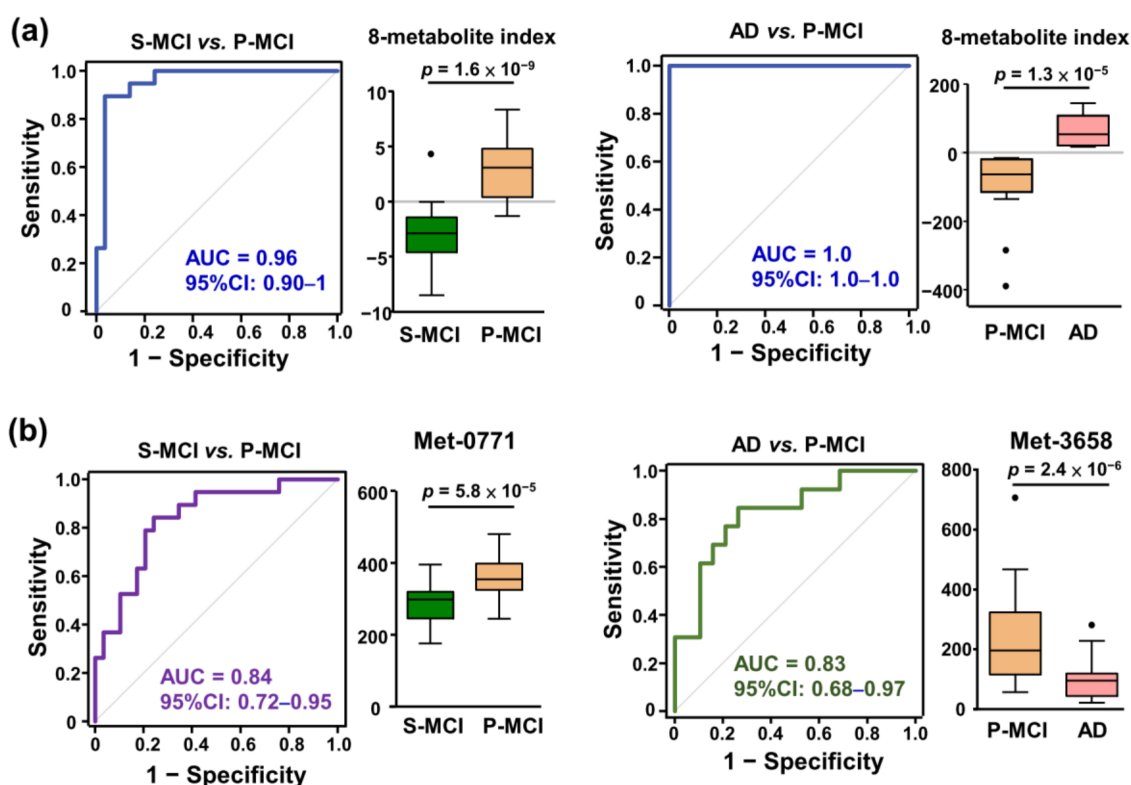 (a)
S-MCI vs. P-MCI
1.0
0.8
0.6
0.4
0.2
0
Sensitivity
AUC = 0.96
95%CI: 0.90–1
0 0.2 0.4 0.6 0.8 1.0
1 − Specificity
8-metabolite index
p = 1.6 × 10⁻⁹
10
5
0
−5
−10
S-MCI P-MCI
AD vs. P-MCI
1.0
0.8
0.6
0.4
0.2
0
Sensitivity
AUC = 1.0
95%CI: 1.0–1.0
0 0.2 0.4 0.6 0.8 1.0
1 − Specificity
8-metabolite index
p = 1.3 × 10⁻⁵
200
0
−200
−400
P-MCI AD
(b)
S-MCI vs. P-MCI
1.0
0.8
0.6
0.4
0.2
0
Sensitivity
AUC = 0.84
95%CI: 0.72–0.95
0 0.2 0.4 0.6 0.8 1.0
1 − Specificity
Met-0771
p = 5.8 × 10⁻⁵
600
400
200
0
S-MCI P-MCI
AD vs. P-MCI
1.0
0.8
0.6
0.4
0.2
0
Sensitivity
AUC = 0.83
95%CI: 0.68–0.97
0 0.2 0.4 0.6 0.8 1.0
1 − Specificity
Met-3658
p = 2.4 × 10⁻⁶
800
600
400
200
0
P-MCI AD